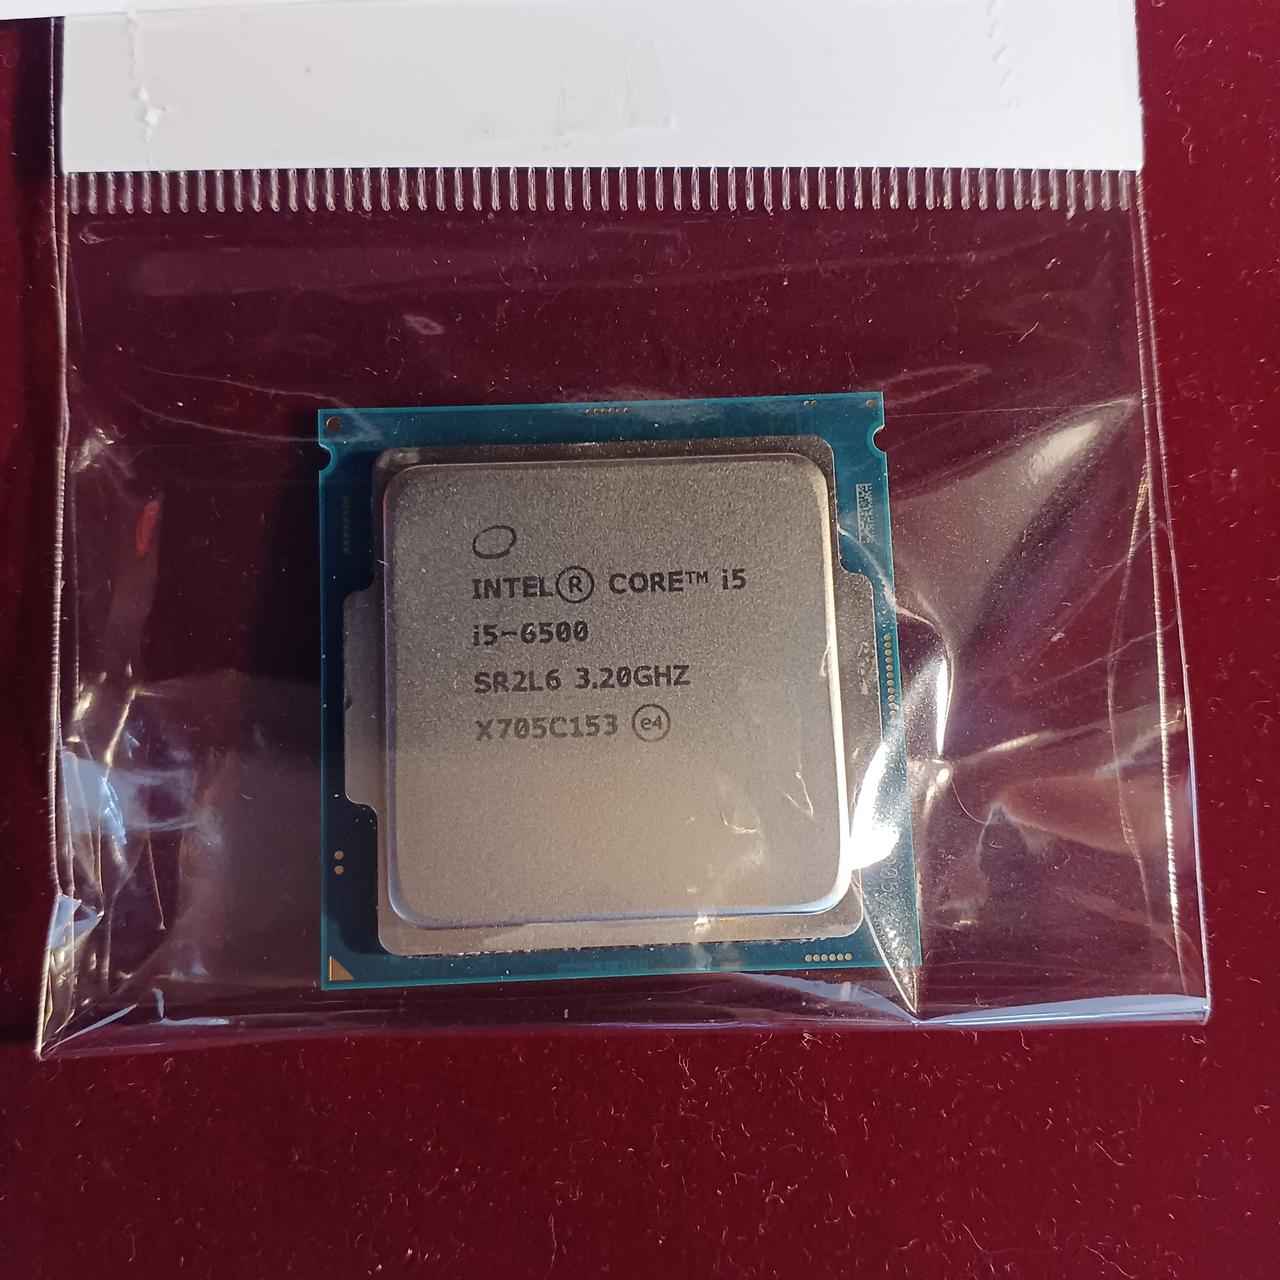 INTEL® CORE™ i5
i5-6500
SR2L6 3.20GHZ
X705C153 e4